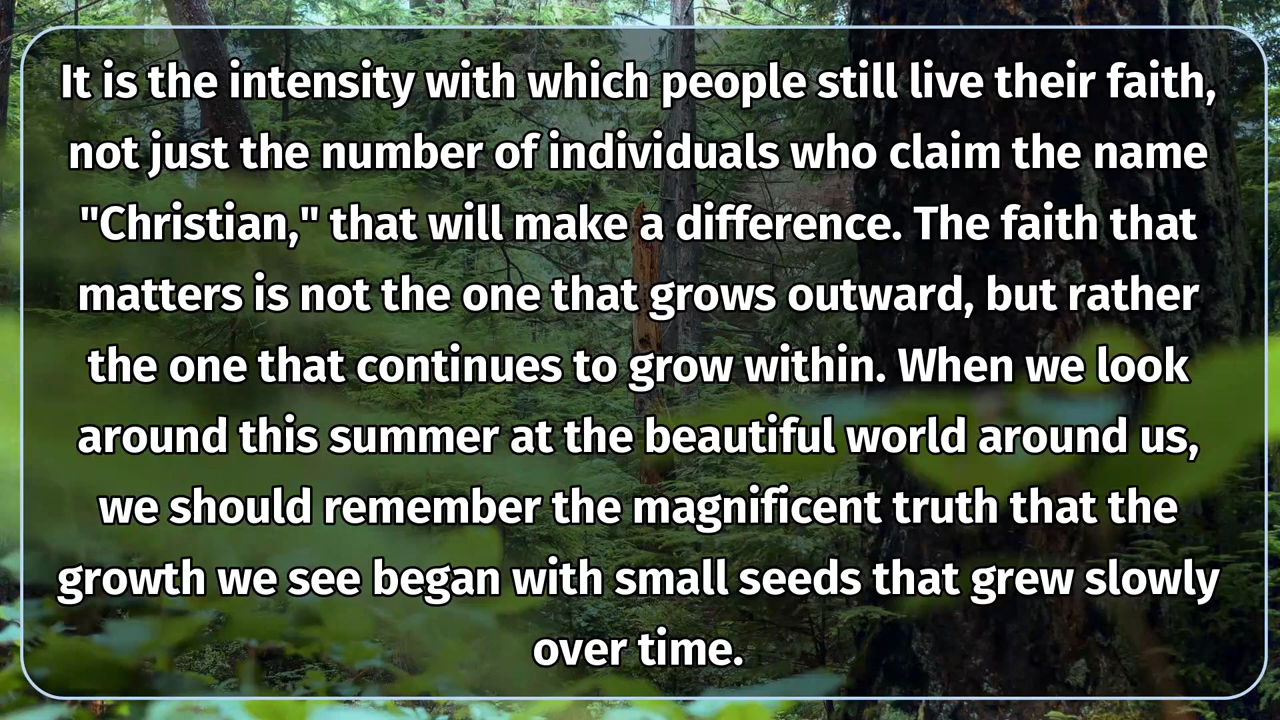 It is the intensity with which people still live their faith,
not just the number of individuals who claim the name
"Christian," that will make a difference. The faith that
matters is not the one that grows outward, but rather
the one that continues to grow within. When we look
around this summer at the beautiful world around us,
we should remember the magnificent truth that the
growth we see began with small seeds that grew slowly
over time.